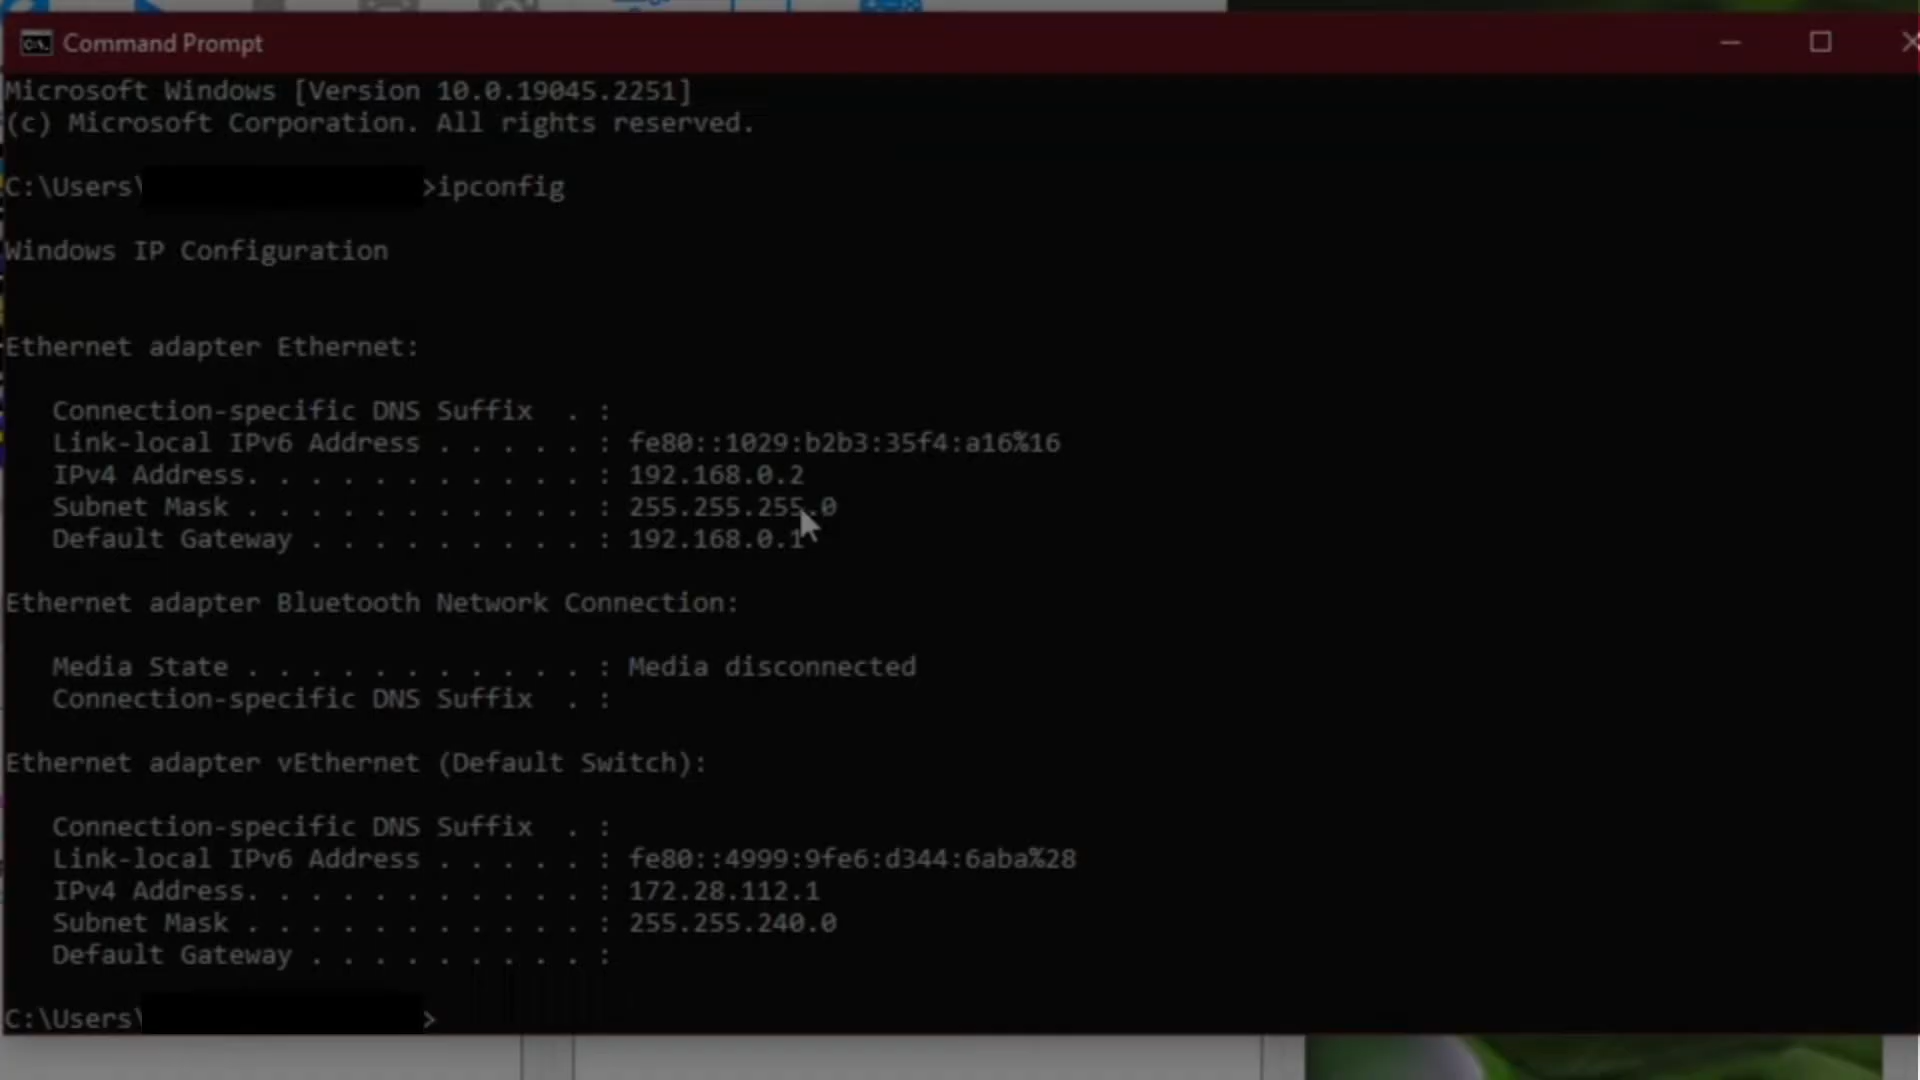 Command Prompt
Microsoft Windows [Version 10.0.19045.2251]
(c) Microsoft Corporation. All rights reserved.
C:\Users\ >ipconfig
Windows IP Configuration
Ethernet adapter Ethernet:
Connection-specific DNS Suffix . :
Link-local IPv6 Address . . . . . : fe80::1029:b2b3:35f4:a16%16
IPv4 Address. . . . . . . . . . . : 192.168.0.2
Subnet Mask . . . . . . . . . . . : 255.255.255.0
Default Gateway . . . . . . . . . : 192.168.0.1
Ethernet adapter Bluetooth Network Connection:
Media State . . . . . . . . . . . : Media disconnected
Connection-specific DNS Suffix . :
Ethernet adapter vEthernet (Default Switch):
Connection-specific DNS Suffix . :
Link-local IPv6 Address . . . . . : fe80::4999:9fe6:d344:6aba%28
IPv4 Address. . . . . . . . . . . : 172.28.112.1
Subnet Mask . . . . . . . . . . . : 255.255.240.0
Default Gateway . . . . . . . . . :
C:\Users\ >